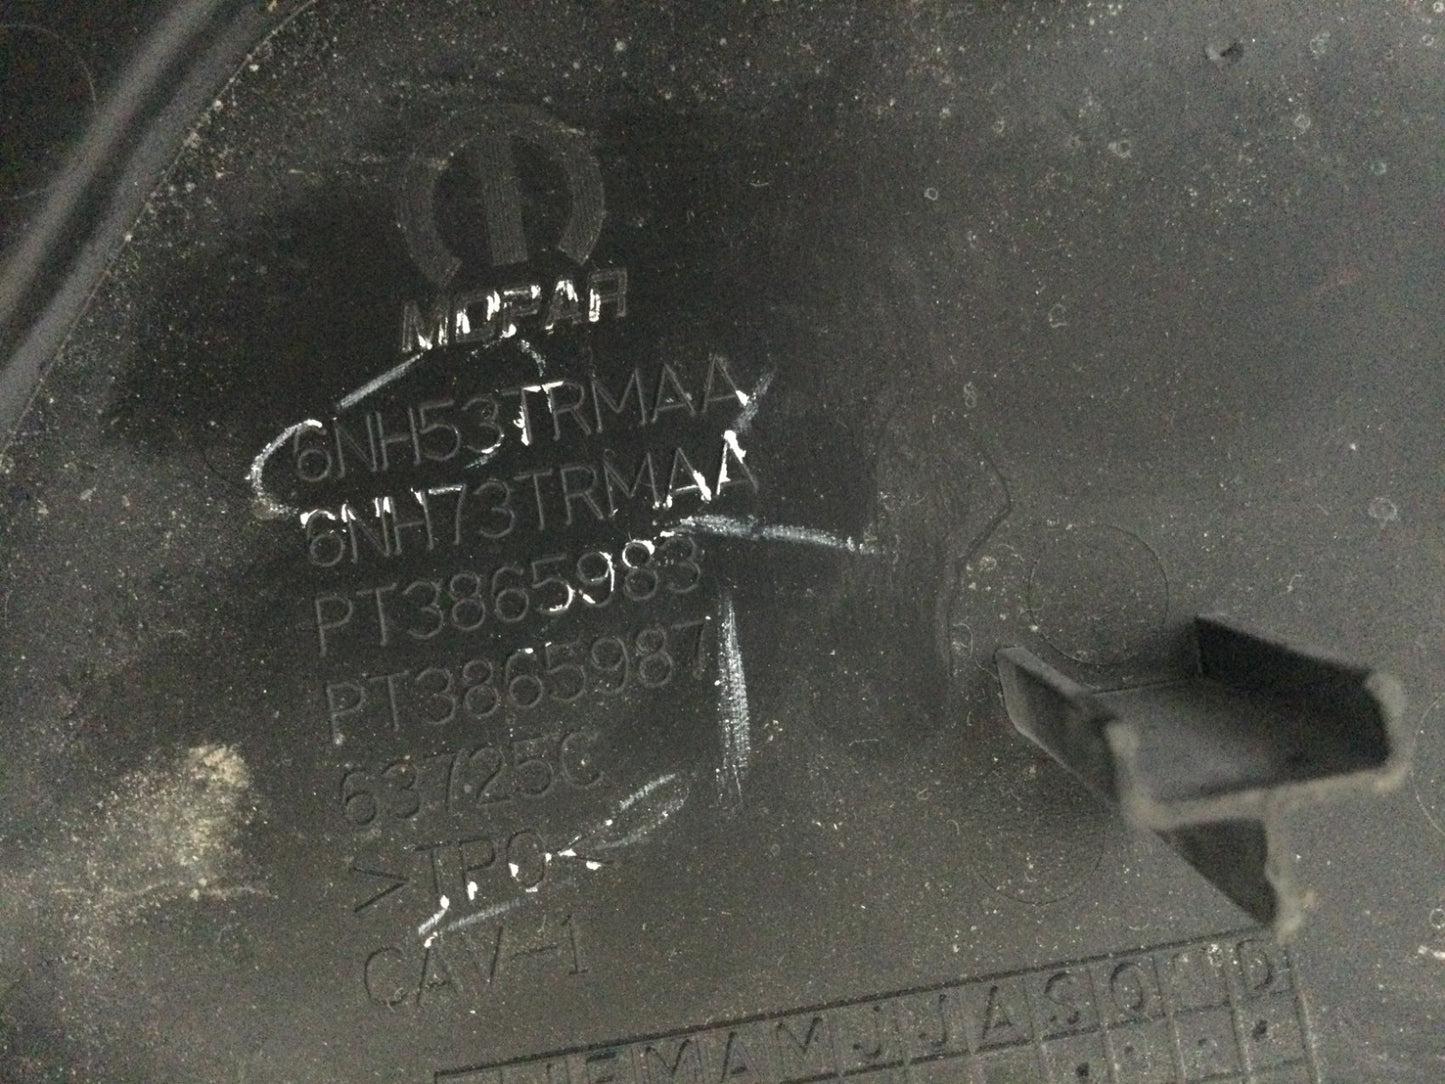 MOPAR
6NH53TRMAA
6NH73TRMAA
PT3865983
PT3865987
63725C
>TPO<
CAV-1
J F M A M J J A S O N D